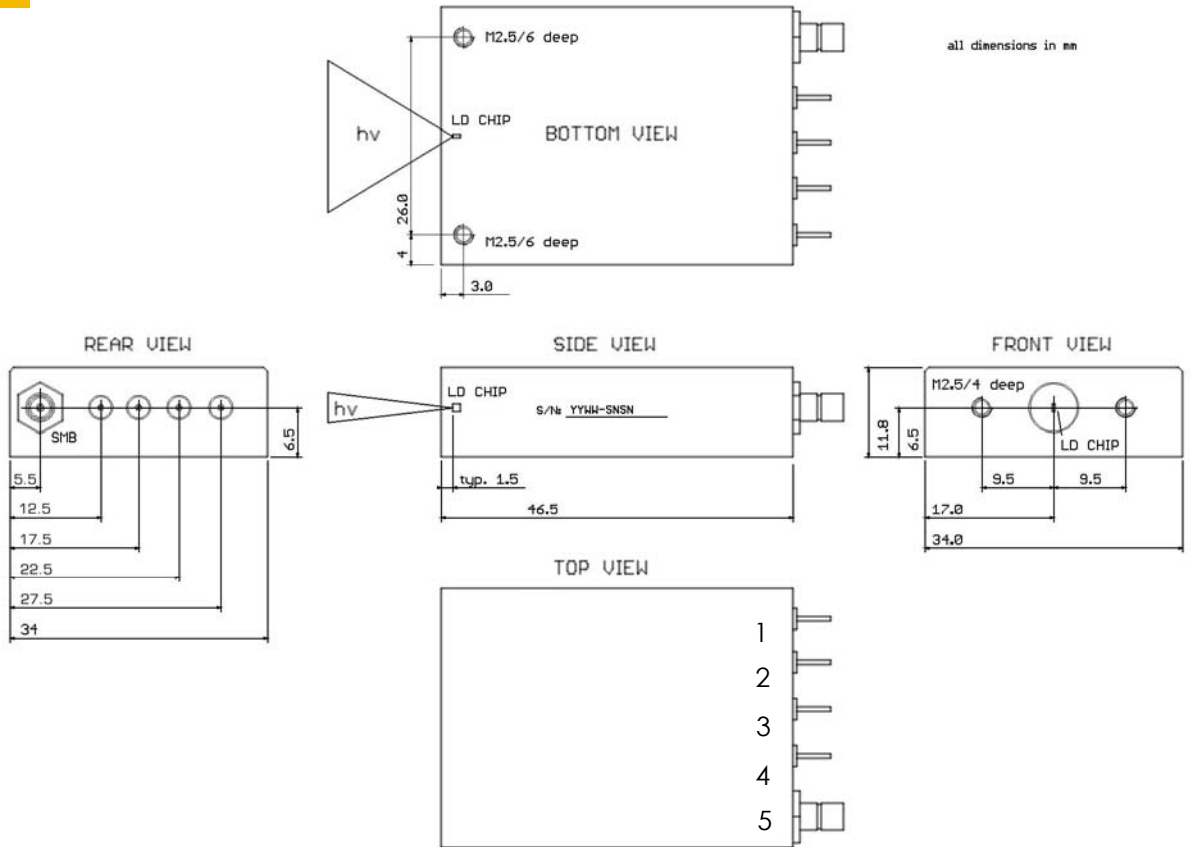 M2.5/6 deep
all dimensions in mm
LD CHIP
hv
BOTTOM VIEW
26.0
M2.5/6 deep
4
3.0
REAR VIEW
SIDE VIEW
FRONT VIEW
SMB
6.5
5.5
12.5
17.5
22.5
27.5
34
LD CHIP
hv
S/N: YYWW-SNSN
typ. 1.5
46.5
M2.5/4 deep
11.8
6.5
LD CHIP
9.5
9.5
17.0
34.0
TOP VIEW
1
2
3
4
5